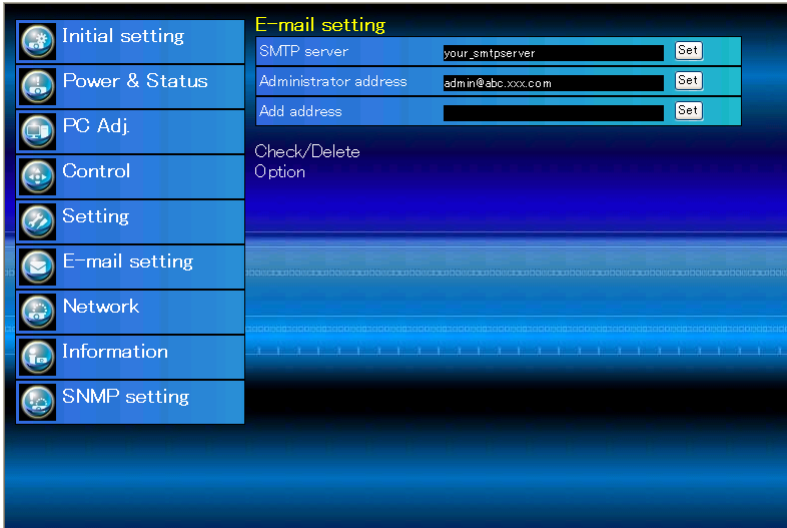 Initial setting
Power & Status
PC Adj.
Control
Setting
E-mail setting
Network
Information
SNMP setting
E-mail setting
SMTP server your_smtpserver Set
Administrator address admin@abc.xxx.com Set
Add address Set
Check/Delete
Option